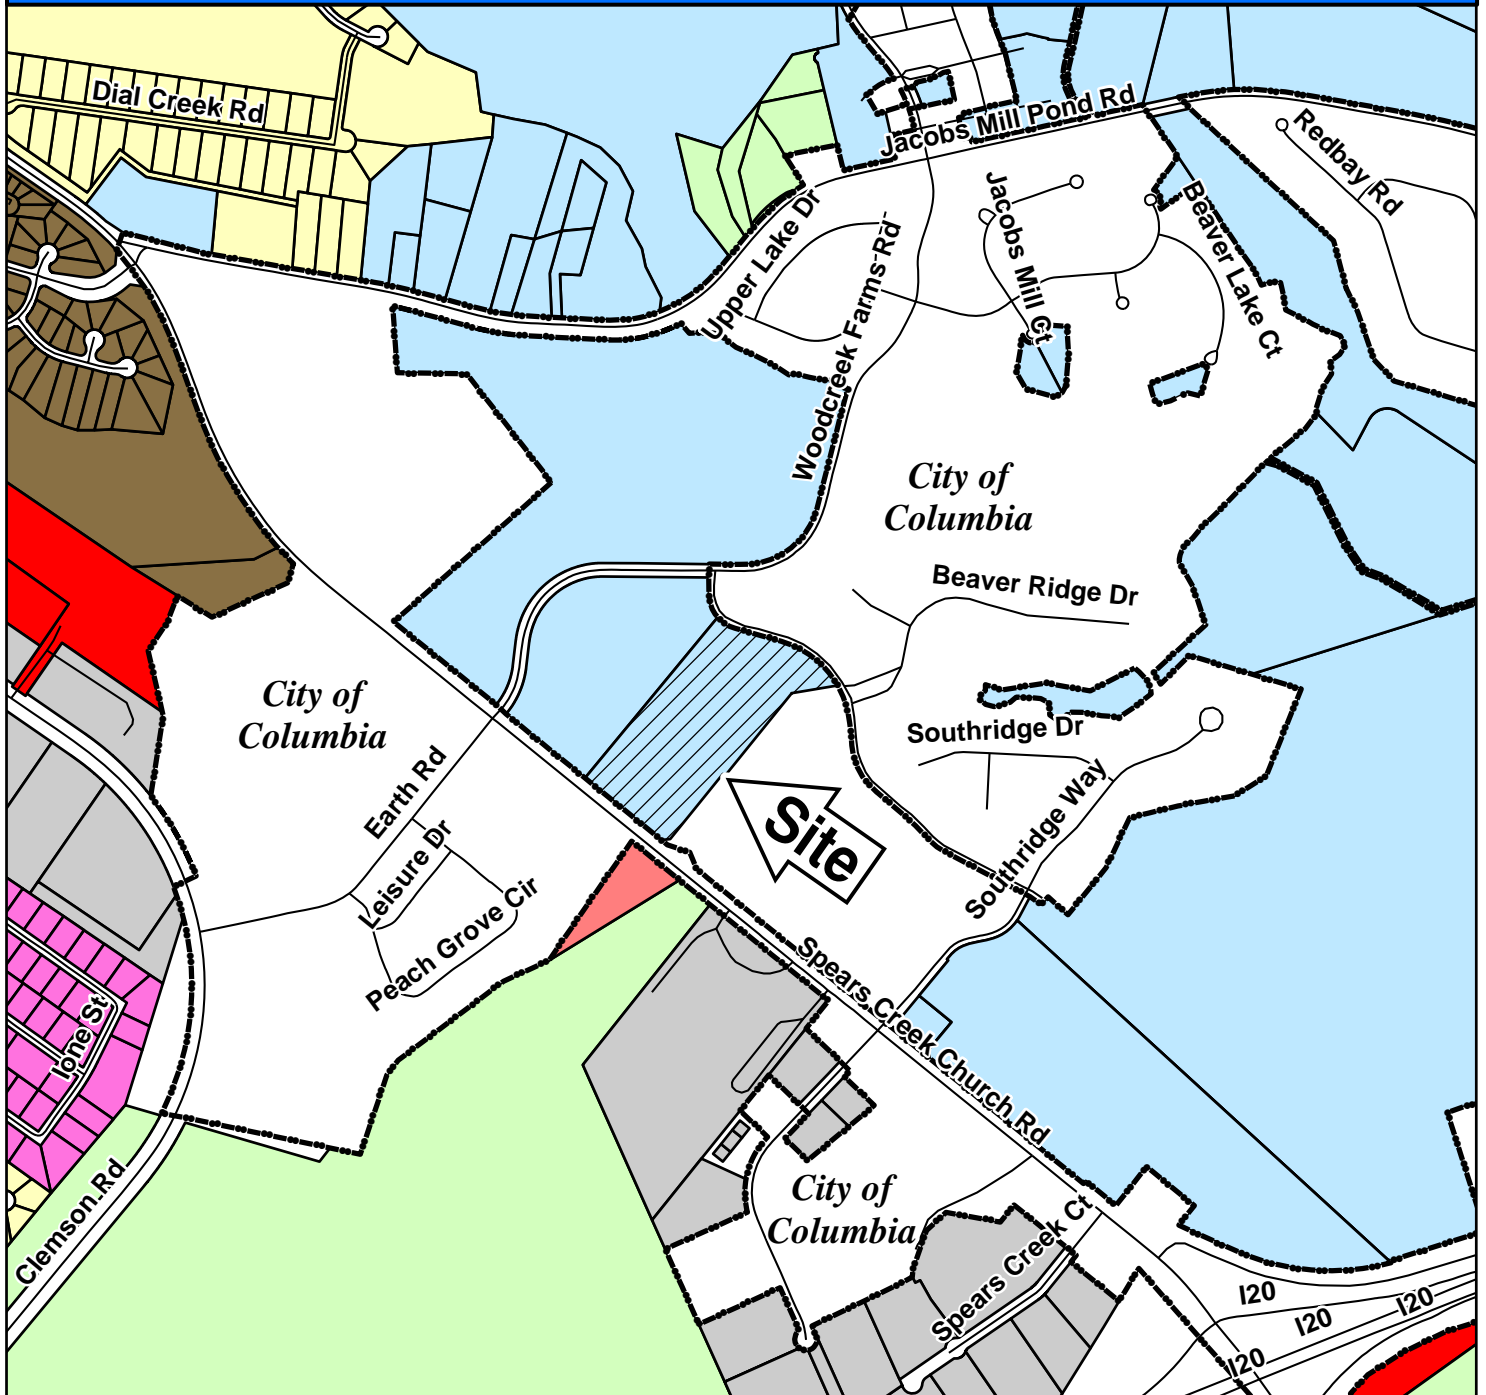 Dial Creek Rd
Jacobs Mill Pond Rd
Redbay Rd
Jacobs Mill Ct
Beaver Lake Ct
Upper Lake Dr
Woodcreek Farms Rd
City of
Columbia
Beaver Ridge Dr
City of
Columbia
Southridge Dr
Earth Rd
Southridge Way
Site
Leisure Dr
Peach Grove Cir
Spears Creek Church Rd
Ione St
Clemson Rd
City of
Columbia
Spears Creek Ct
I20
I20
I20
I20